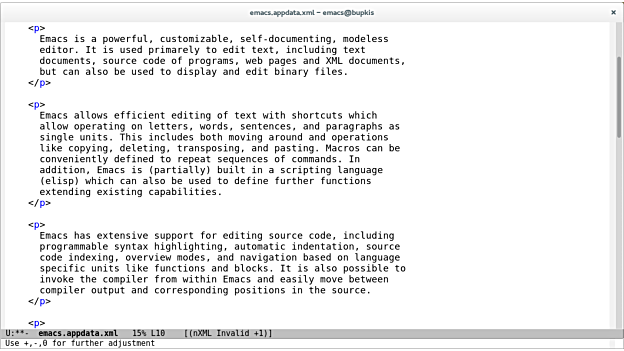 emacs.appdata.xml – emacs@bupkis ×
<p>
Emacs is a powerful, customizable, self-documenting, modeless
editor. It is used primarely to edit text, including text
documents, source code of programs, web pages and XML documents,
but can also be used to display and edit binary files.
</p>
<p>
Emacs allows efficient editing of text with shortcuts which
allow operating on letters, words, sentences, and paragraphs as
single units. This includes both moving around and operations
like copying, deleting, transposing, and pasting. Macros can be
conveniently defined to repeat sequences of commands. In
addition, Emacs is (partially) built in a scripting language
(elisp) which can also be used to define further functions
extending existing capabilities.
</p>
<p>
Emacs has extensive support for editing source code, including
programmable syntax highlighting, automatic indentation, source
code indexing, overview modes, and navigation based on language
specific units like functions and blocks. It is also possible to
invoke the compiler from within Emacs and easily move between
compiler output and corresponding positions in the source.
</p>
<p>
U:**- emacs.appdata.xml 15% L10 [(nXML Invalid +1)]
Use +,-,0 for further adjustment